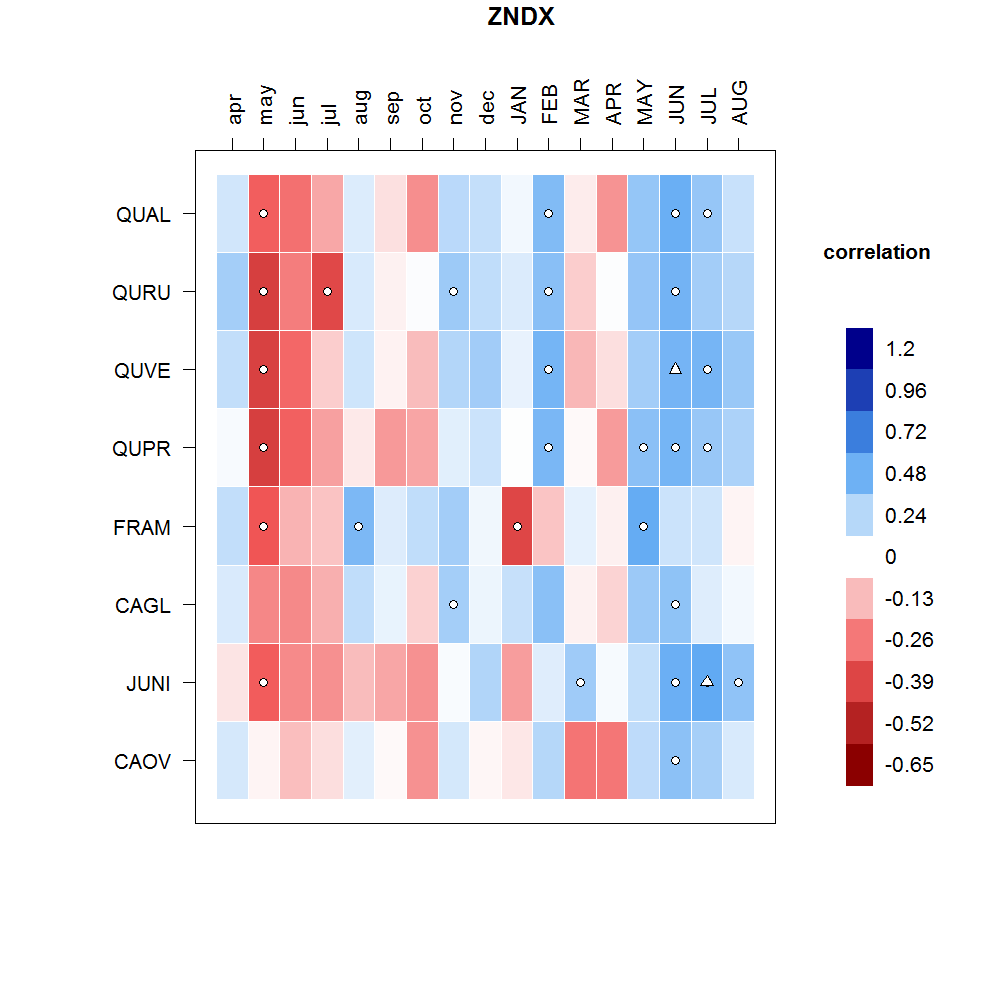 ZNDX
apr may jun jul aug sep oct nov dec JAN FEB MAR APR MAY JUN JUL AUG
QUAL
QURU
QUVE
QUPR
FRAM
CAGL
JUNI
CAOV
correlation
1.2
0.96
0.72
0.48
0.24
0
-0.13
-0.26
-0.39
-0.52
-0.65